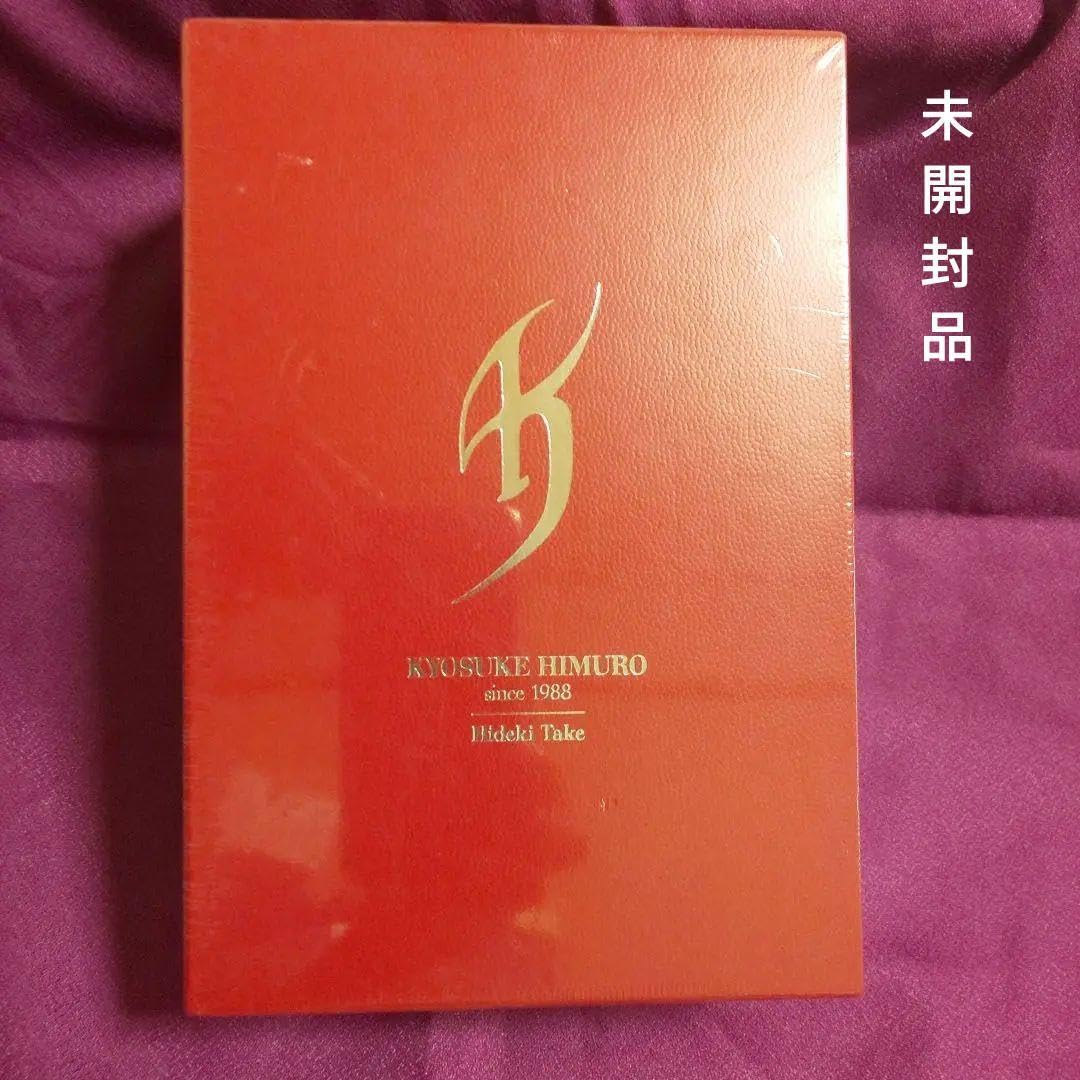 未開封品
KYOSUKE HIMURO
since 1988
Hideki Take